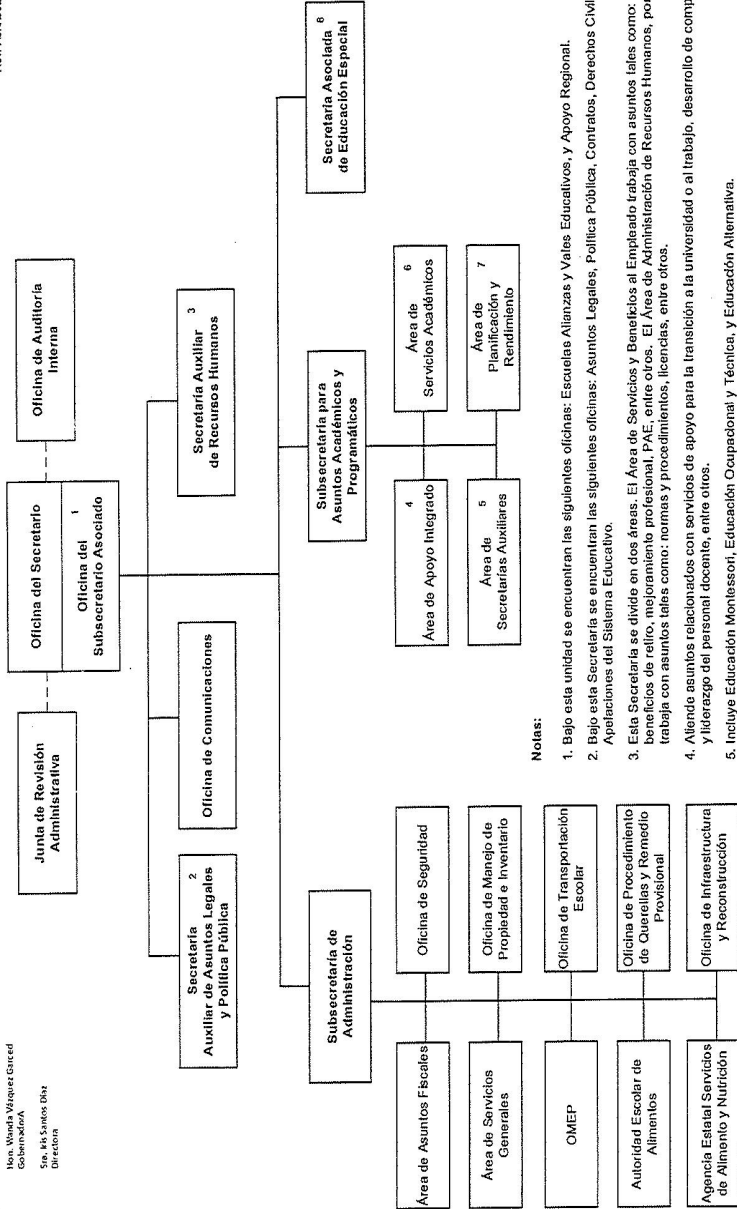 Hon. Wanda Vázquez Garced
GobernadorA
Sra. Iris Santos Díaz
Directora
Junta de Revisión
Administrativa
Oficina del Secretario
Oficina del 1
Subsecretario Asociado
Oficina de Auditoría
Interna
Secretaría
Auxiliar de Asuntos Legales 2
y Política Pública
Oficina de Comunicaciones
Secretaría Auxiliar 3
de Recursos Humanos
Subsecretaría de
Administración
Subsecretaría para
Asuntos Académicos y
Programáticos
Secretaría Asociada 8
de Educación Especial
Área de Asuntos Fiscales
Oficina de Seguridad
Área de Servicios
Generales
Oficina de Manejo de
Propiedad e Inventario
OMEP
Oficina de Transportación
Escolar
Autoridad Escolar de
Alimentos
Oficina de Procedimiento
de Querellas y Remedio
Provisional
Agencia Estatal Servicios
de Alimento y Nutrición
Oficina de Infraestructura
y Reconstrucción
4
Área de Apoyo Integrado
Área de 6
Servicios Académicos
Área de 5
Secretarías Auxiliares
Área de 7
Planificación y
Rendimiento
Notas:
1. Bajo esta unidad se encuentran las siguientes oficinas: Escuelas Alianzas y Vales Educativos, y Apoyo Regional.
2. Bajo esta Secretaría se encuentran las siguientes oficinas: Asuntos Legales, Política Pública, Contratos, Derechos
Apelaciones del Sistema Educativo.
3. Esta Secretaría se divide en dos áreas. El Área de Servicios y Beneficios al Empleado trabaja con asuntos tales como:
beneficios de retiro, mejoramiento profesional, PAE, entre otros. El Área de Administración de Recursos Humanos,
trabaja con asuntos tales como: normas y procedimientos, licencias, entre otros.
4. Atiende asuntos relacionados con servicios de apoyo para la transición a la universidad o al trabajo, desarrollo de
y liderazgo del personal docente, entre otros.
5. Incluye Educación Montessori, Educación Ocupacional y Técnica, y Educación Alternativa.